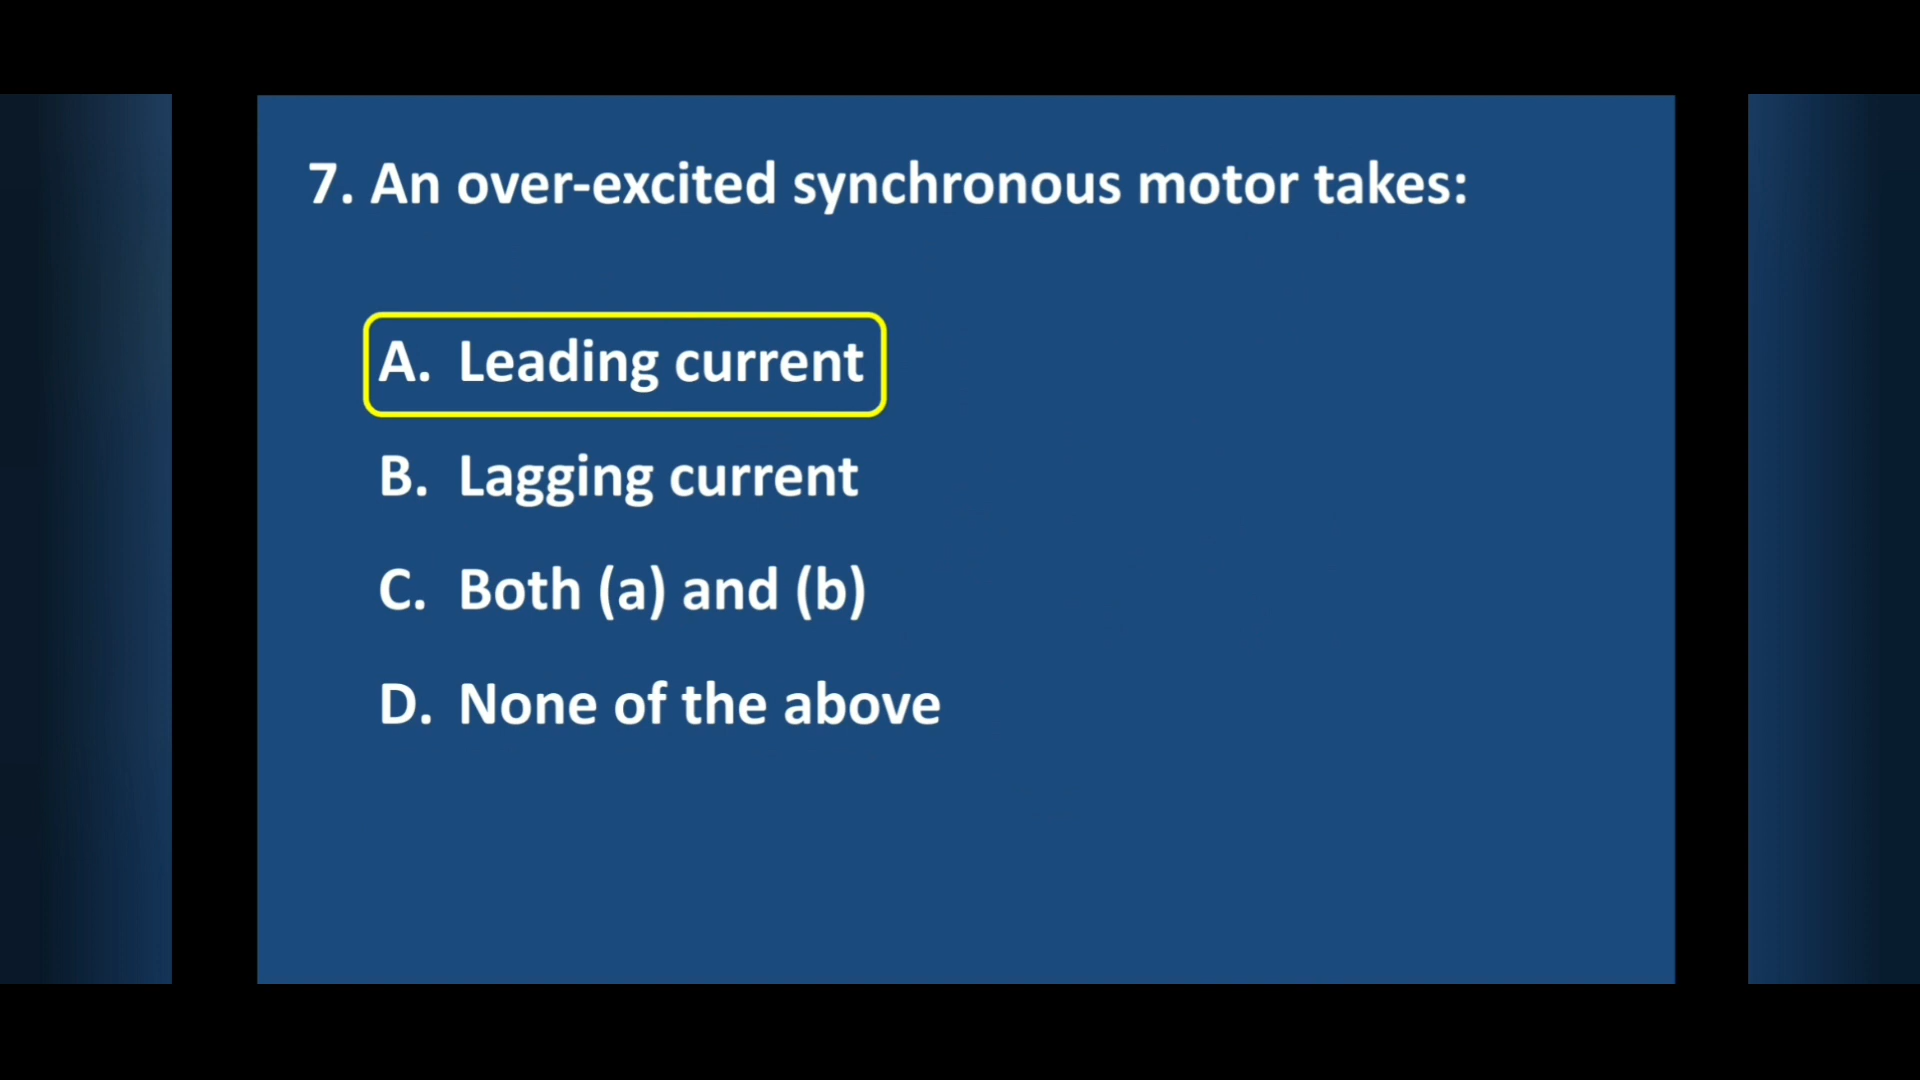 7. An over-excited synchronous motor takes:
A. Leading current
B. Lagging current
C. Both (a) and (b)
D. None of the above